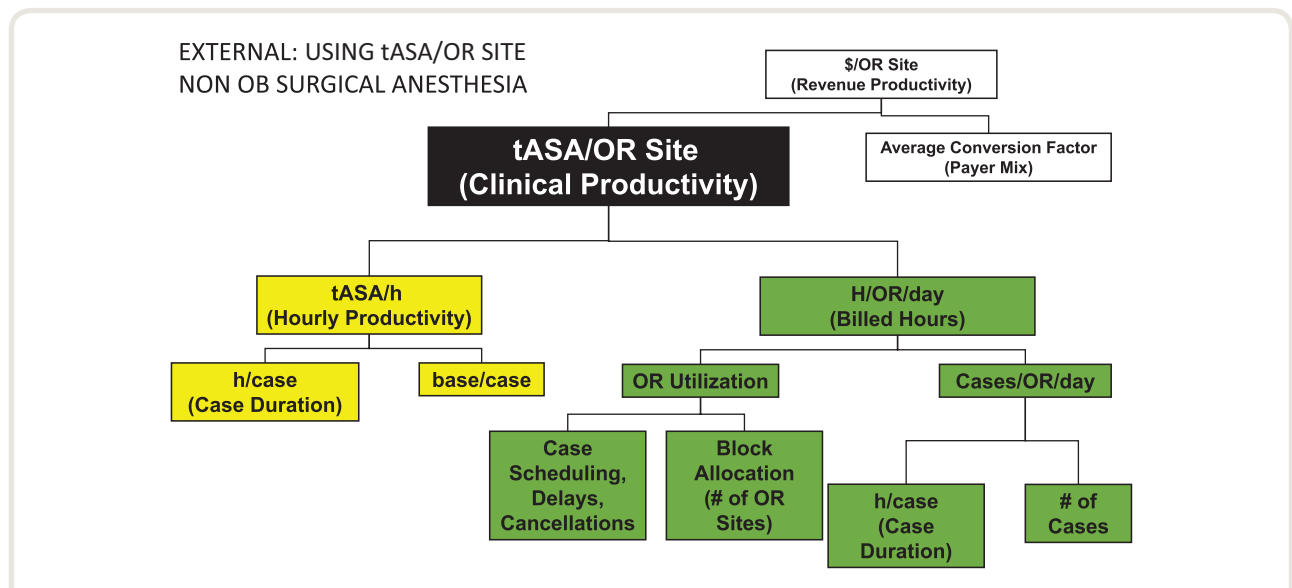 EXTERNAL: USING tASA/OR SITE
NON OB SURGICAL ANESTHESIA
$/OR Site
(Revenue Productivity)
tASA/OR Site
(Clinical Productivity)
Average Conversion Factor
(Payer Mix)
tASA/h
(Hourly Productivity)
H/OR/day
(Billed Hours)
h/case
(Case Duration)
base/case
OR Utilization
Cases/OR/day
Case
Scheduling,
Delays,
Cancellations
Block
Allocation
(# of OR
Sites)
h/case
(Case
Duration)
# of
Cases